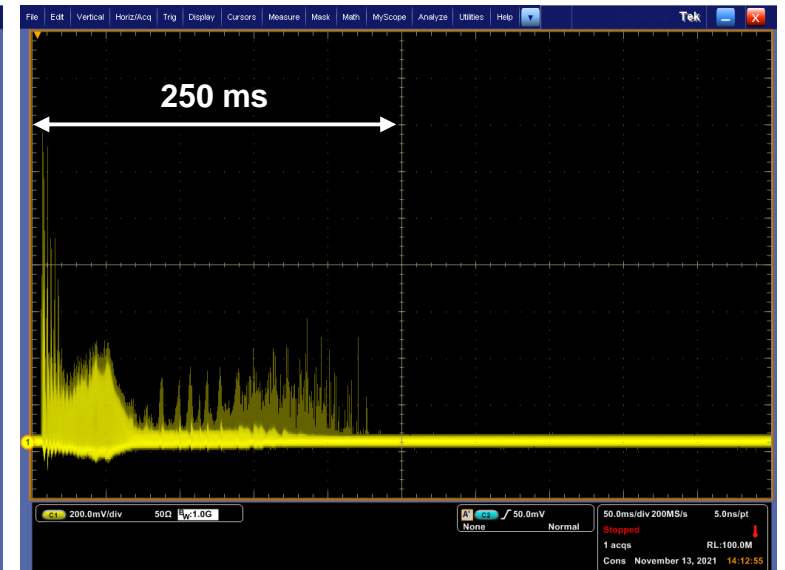 File Edit Vertical Horiz/Acq Trig Display Cursors Measure Mask Math MyScope Analyze Utilities Help Tek X
250 ms
1
C1 200.0mV/div 50Ω BW:1.0G
A' C2 50.0mV
None Normal
50.0ms/div 200MS/s 5.0ns/pt
Stopped
1 acqs RL:100.0M
Cons November 13, 2021 14:12:55